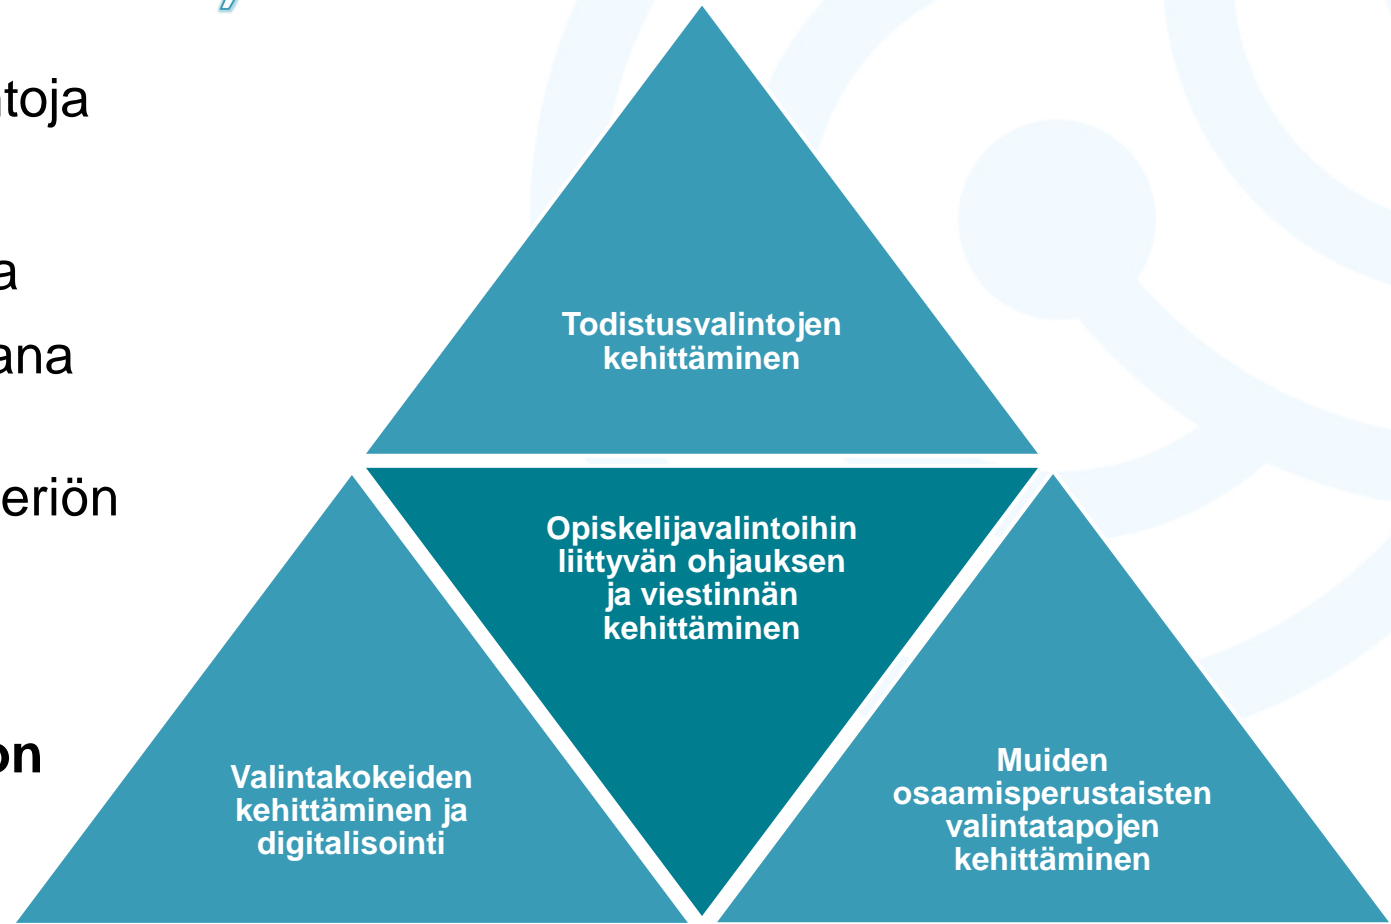 ntoja
a
ana
eriön
on
Todistusvalintojen
kehittäminen
Opiskelijavalintoihin
liittyvän ohjauksen
ja viestinnän
kehittäminen
Valintakokeiden
kehittäminen ja
digitalisointi
Muiden
osaamisperustaisten
valintatapojen
kehittäminen